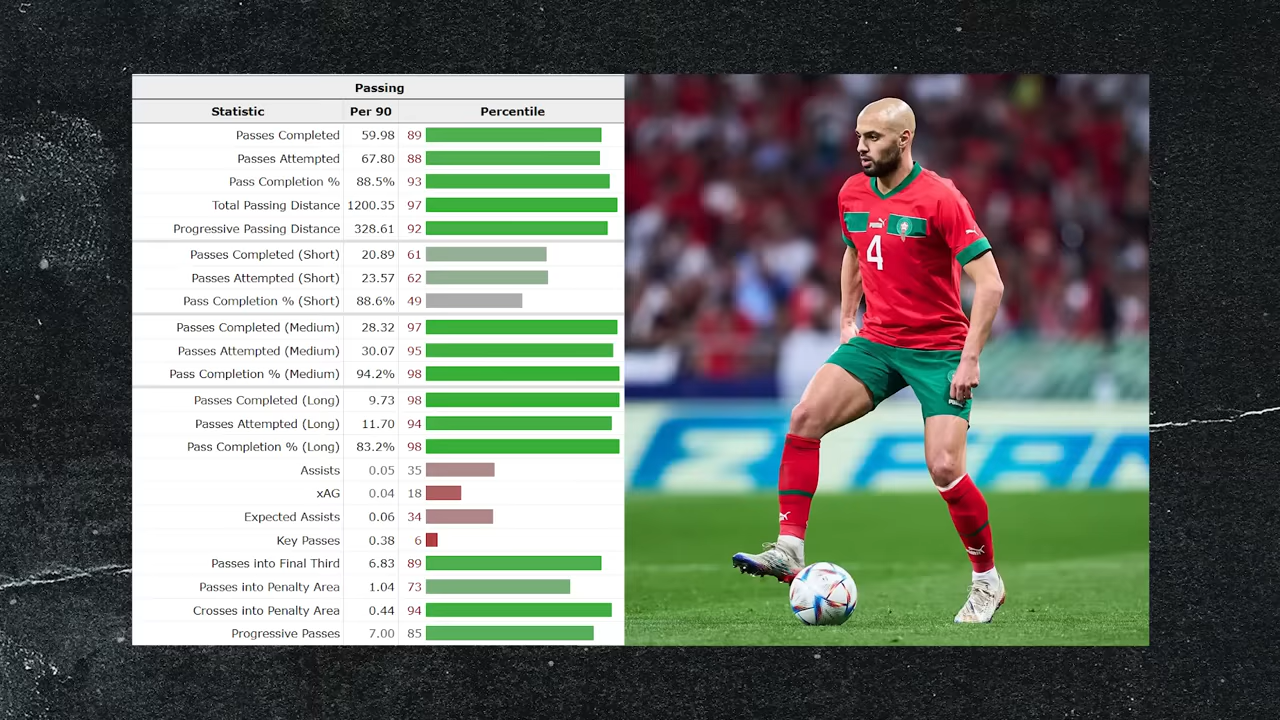 Passing
Statistic Per 90 Percentile
Passes Completed 59.98 89
Passes Attempted 67.80 88
Pass Completion % 88.5% 93
Total Passing Distance 1200.35 97
Progressive Passing Distance 328.61 92
Passes Completed (Short) 20.89 61
Passes Attempted (Short) 23.57 62
Pass Completion % (Short) 88.6% 49
Passes Completed (Medium) 28.32 97
Passes Attempted (Medium) 30.07 95
Pass Completion % (Medium) 94.2% 98
Passes Completed (Long) 9.73 98
Passes Attempted (Long) 11.70 94
Pass Completion % (Long) 83.2% 98
Assists 0.05 35
xAG 0.04 18
Expected Assists 0.06 34
Key Passes 0.38 6
Passes into Final Third 6.83 89
Passes into Penalty Area 1.04 73
Crosses into Penalty Area 0.44 94
Progressive Passes 7.00 85
PUMA
4